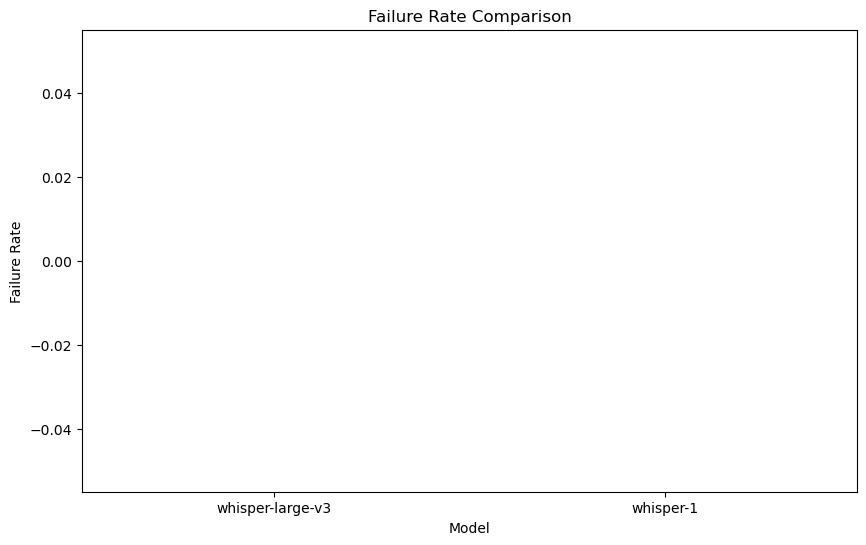 Failure Rate Comparison
0.04
0.02
0.00
−0.02
−0.04
Failure Rate
whisper-large-v3
whisper-1
Model